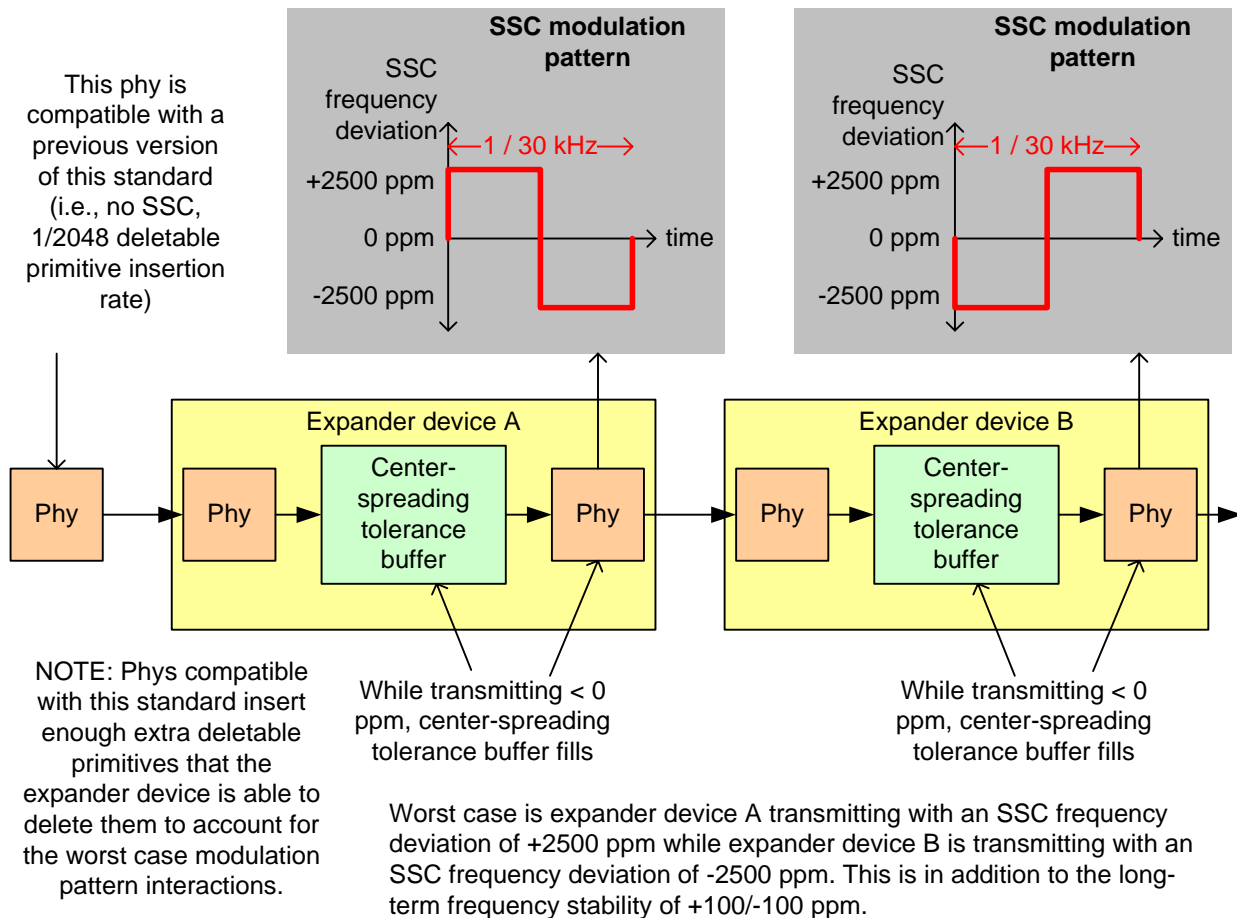 This phy is
compatible with a
previous version
of this standard
(i.e., no SSC,
1/2048 deletable
primitive insertion
rate)
SSC modulation
pattern
SSC
frequency
deviation
1 / 30 kHz
+2500 ppm
0 ppm
time
-2500 ppm
SSC modulation
pattern
SSC
frequency
deviation
1 / 30 kHz
+2500 ppm
0 ppm
time
-2500 ppm
Expander device A
Expander device B
Phy
Phy
Center-
spreading
tolerance
buffer
Phy
Phy
Center-
spreading
tolerance
buffer
Phy
NOTE: Phys compatible
with this standard insert
enough extra deletable
primitives that the
expander device is able to
delete them to account for
the worst case modulation
pattern interactions.
While transmitting < 0
ppm, center-spreading
tolerance buffer fills
While transmitting < 0
ppm, center-spreading
tolerance buffer fills
Worst case is expander device A transmitting with an SSC frequency
deviation of +2500 ppm while expander device B is transmitting with an
SSC frequency deviation of -2500 ppm. This is in addition to the long-
term frequency stability of +100/-100 ppm.